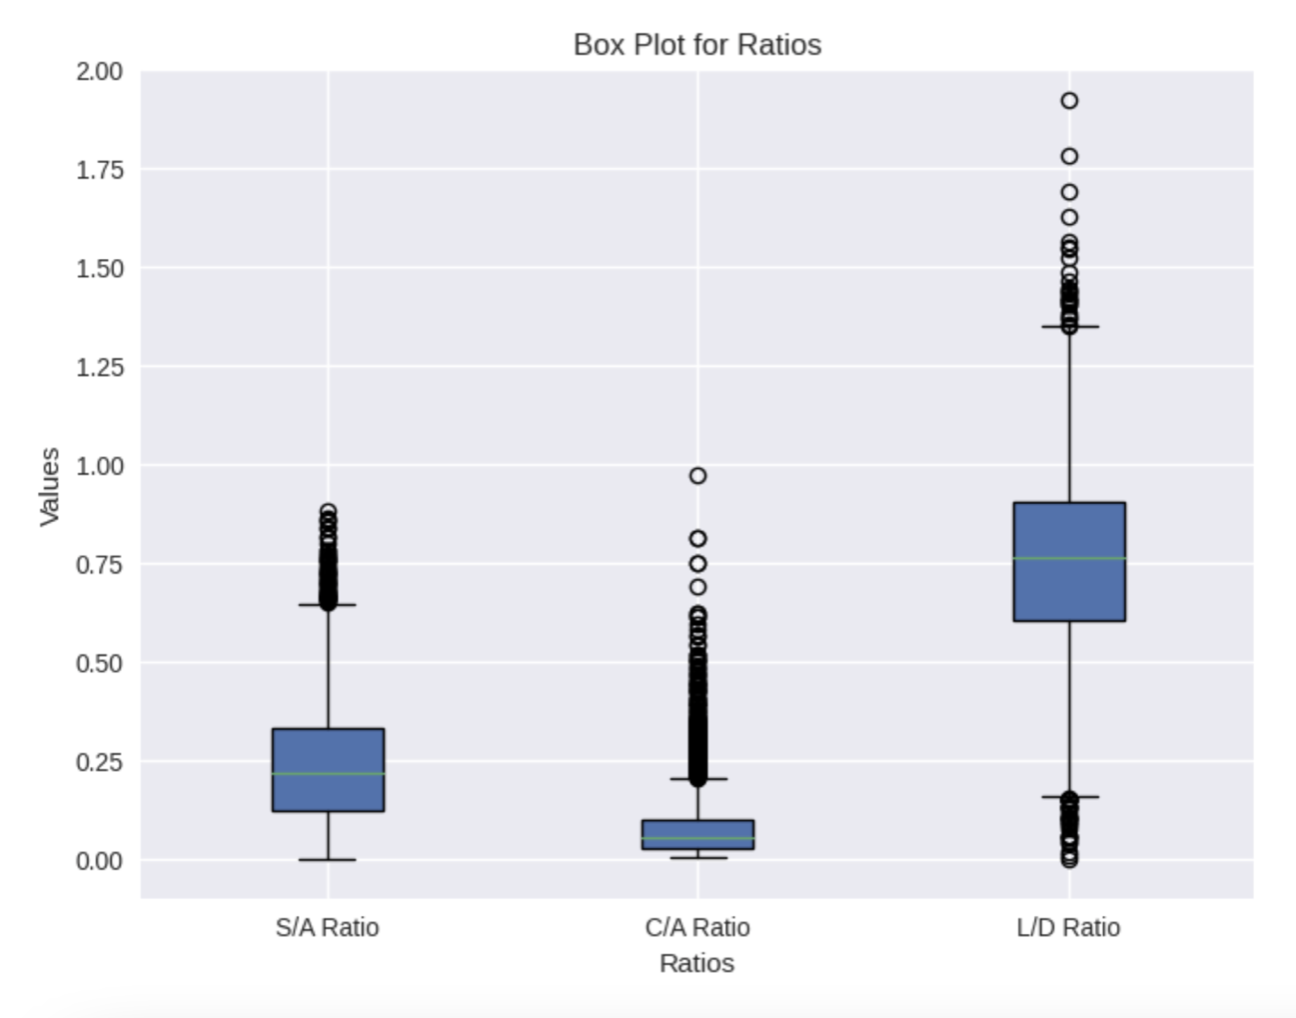 Box Plot for Ratios
2.00
1.75
1.50
1.25
1.00
0.75
0.50
0.25
0.00
Values
S/A Ratio C/A Ratio L/D Ratio
Ratios